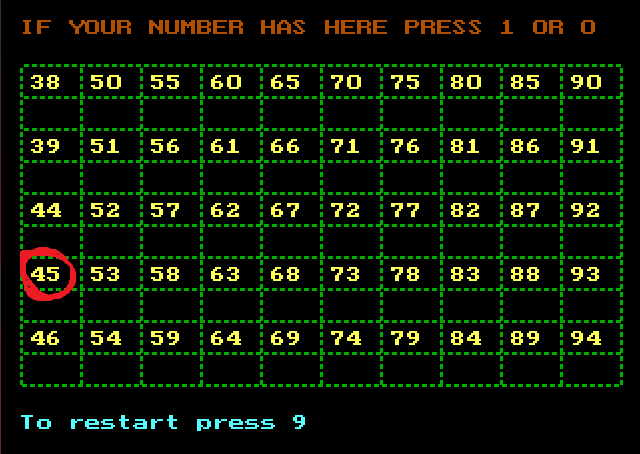 IF YOUR NUMBER HAS HERE PRESS 1 OR 0
38 50 55 60 65 70 75 80 85 90
39 51 56 61 66 71 76 81 86 91
44 52 57 62 67 72 77 82 87 92
45 53 58 63 68 73 78 83 88 93
46 54 59 64 69 74 79 84 89 94
To restart press 9